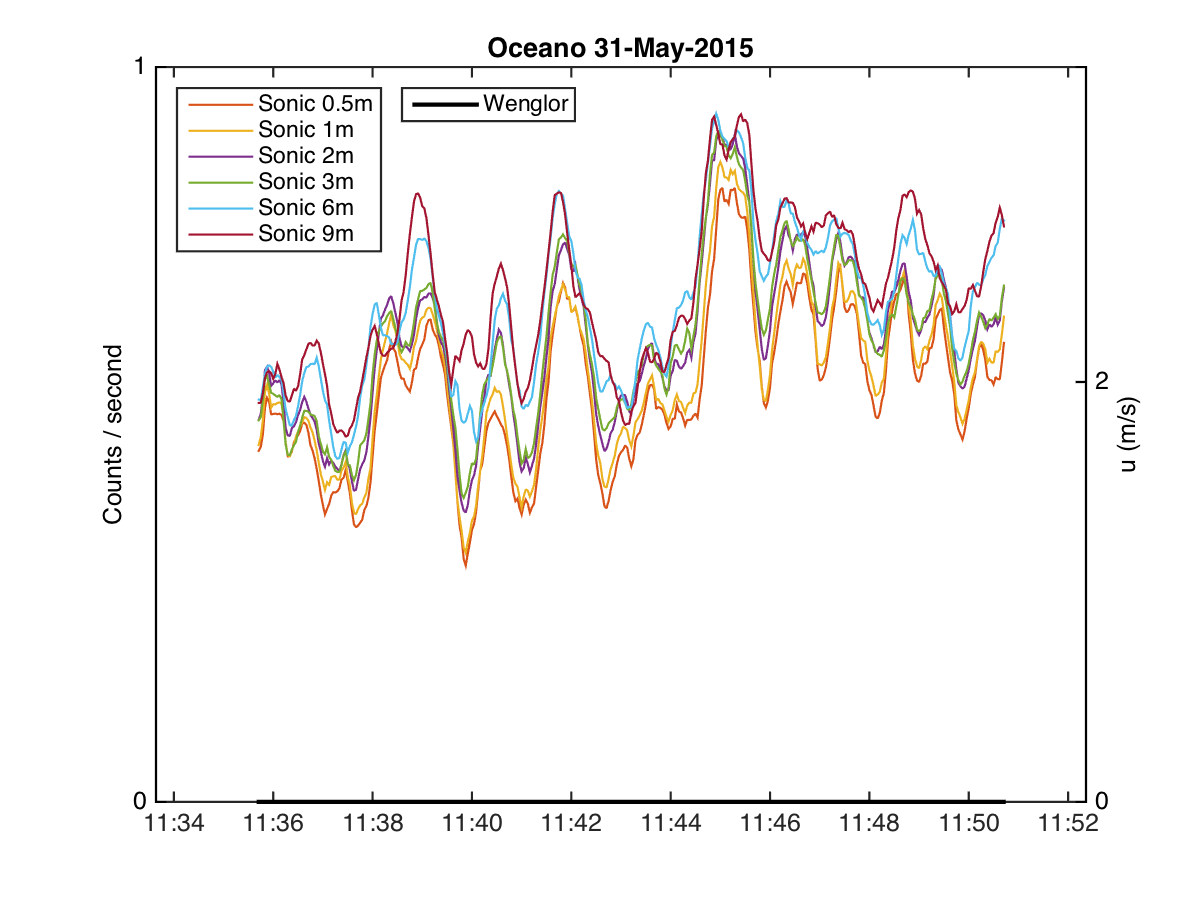 Oceano 31-May-2015
1
Sonic 0.5m
Wenglor
Sonic 1m
Sonic 2m
Sonic 3m
Sonic 6m
Sonic 9m
Counts / second
2
u (m/s)
0
0
11:34 11:36 11:38 11:40 11:42 11:44 11:46 11:48 11:50 11:52